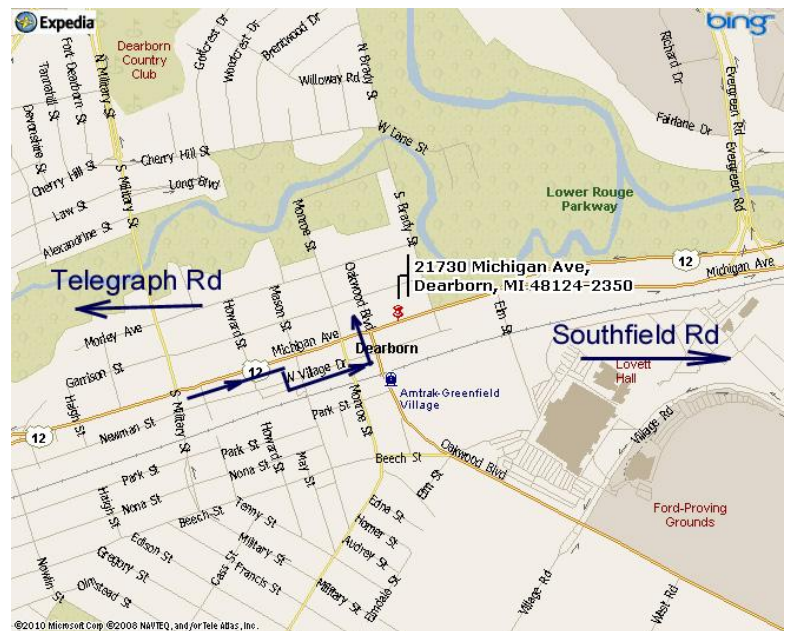 Expedia
bing
Dearborn
Country
Club
Golfcrest Dr
Woodcrest Dr
Brentwood Dr
Willoway Rd
N Brady St
Richard Dr
Evergreen Rd
Evergreen Rd
Fairlane Dr
N Military St
Fort Dearborn St
Tannahill St
Devonshire St
Cherry Hill St
Cherry Hill St
Long Blvd
Law St
Alexandrine St
S Military St
W Lane St
S Brady St
Lower Rouge
Parkway
Monroe St
Mason St
Howard St
Oakwood Blvd
Telegraph Rd
21730 Michigan Ave,
Dearborn, MI 48124-2350
12
Michigan Ave
Elm St
Southfield Rd
Lovett
Hall
Morley Ave
Michigan Ave
Dearborn
Garrison St
12
W Village Dr
Amtrak-Greenfield
Village
Haigh St
S Military St
Newman St
12
Park St
Monroe St
Village Rd
Oakwood Blvd
Beech St
Elm St
Park St
Nona St
Howard St
May St
Park St
Nona St
Haigh St
Beech St
Tenny St
Edison St
Military St
Gregory St
Cass St
Francis St
Olmstead St
Nowlin St
Edna St
Homer St
Audrey St
Elmdale St
Military St
Ford-Proving
Grounds
Village Rd
West Rd
©2010 Microsoft Corp ©2008 NAVTEQ, and/or Tele Atlas, Inc.